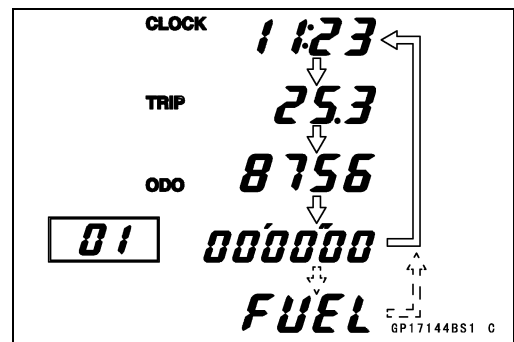 CLOCK 11:23
TRIP 25.3
ODO 8756
01 000000
FUEL
GP17144BS1 C